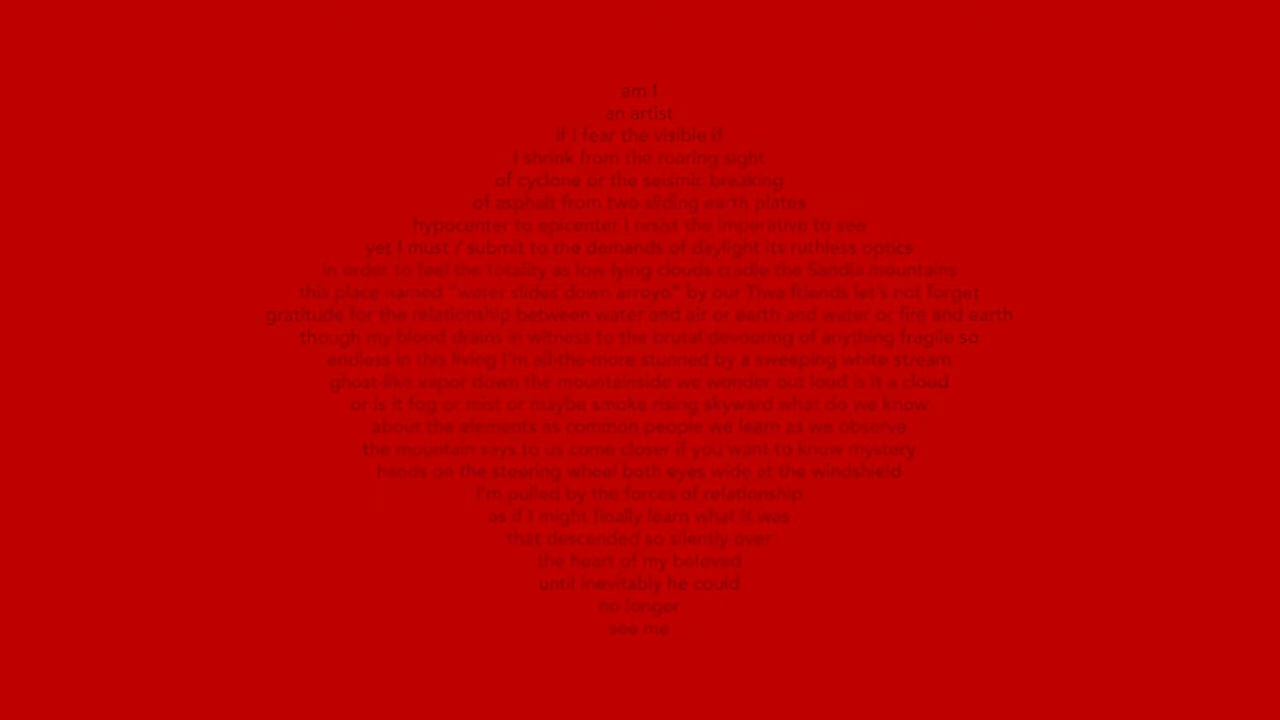 am I
an artist
if I fear the visible if
I shrink from the roaring sight
of cyclone or the seismic breaking
of asphalt from two sliding earth plates
hypocenter to epicenter I resist the imperative to see
yet I must / submit to the demands of daylight its ruthless optics
in order to feel the totality as low-lying clouds cradle the Sandia mountains
this place named "water slides down arroyo" by our Tiwa friends let's not forget
gratitude for the relationship between water and air or earth and water or fire and earth
though my blood drains in witness to the brutal devouring of anything fragile so
endless in this living I'm all-the-more stunned by a sweeping white stream
ghost-like vapor down the mountainside we wonder out loud is it a cloud
or is it fog or mist or maybe smoke rising skyward what do we know
about the elements as common people we learn as we observe
the mountain says to us come closer if you want to know mystery
hands on the steering wheel both eyes wide at the windshield
I'm pulled by the forces of relationship
as if I might finally learn what it was
that descended so silently over
the heart of my beloved
until inevitably he could
no longer
see me